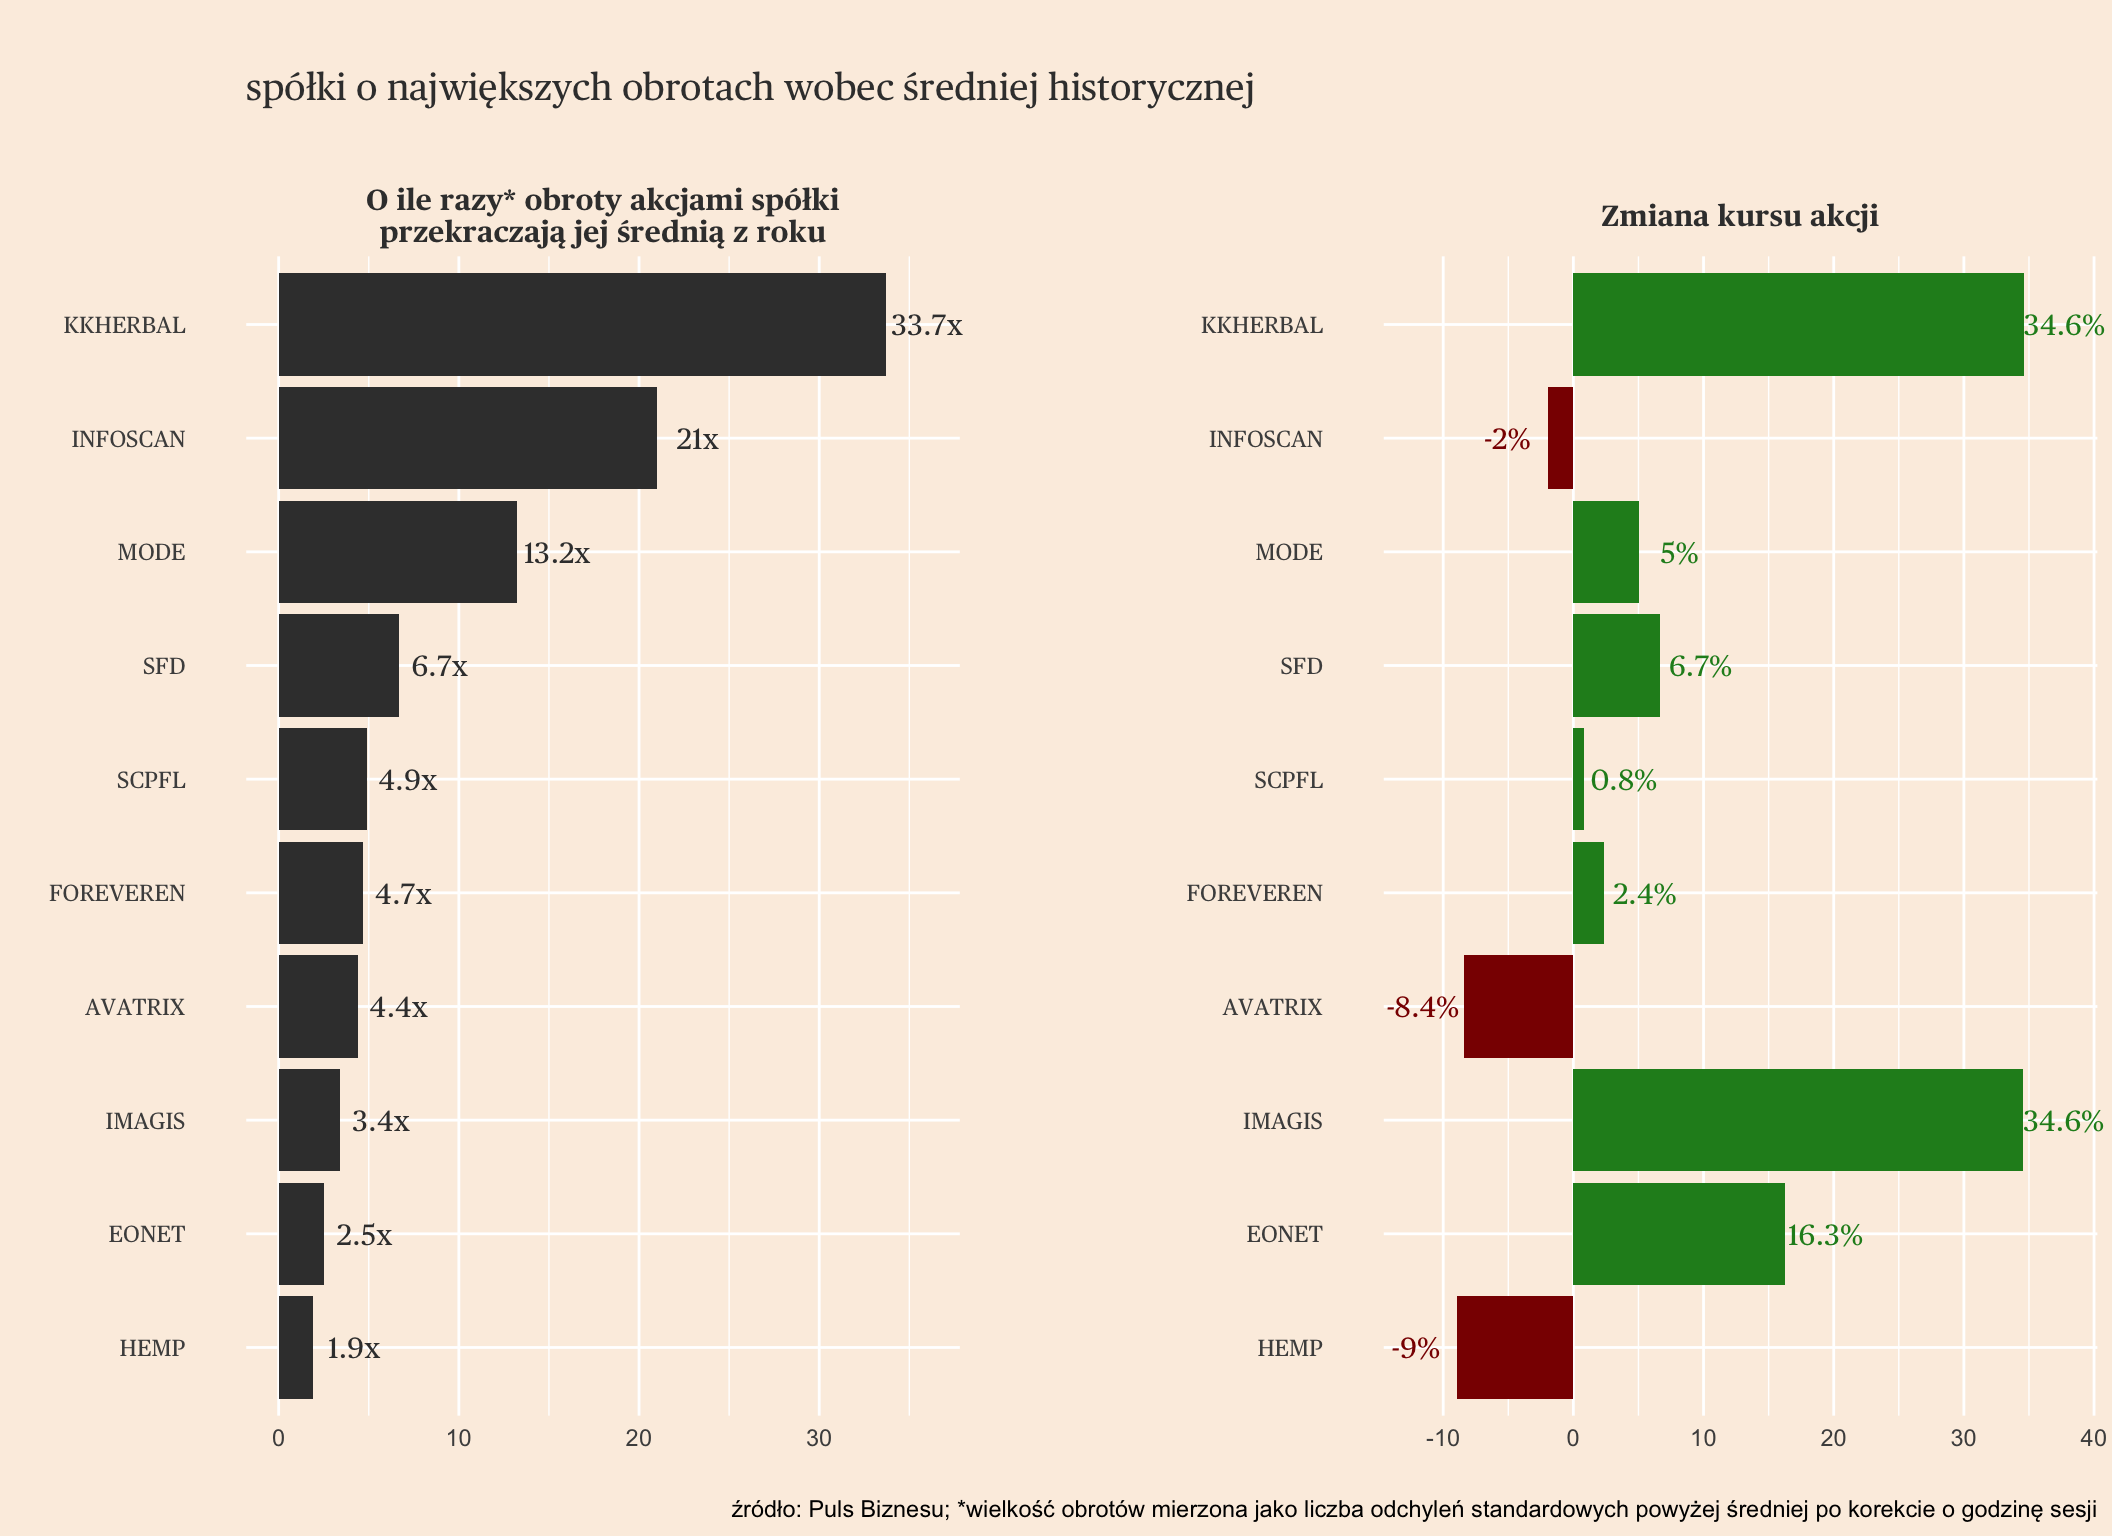 spółki o największych obrotach wobec średniej historycznej
O ile razy* obroty akcjami spółki
przekraczają jej średnią z roku
KKHERBAL
33.7x
INFOSCAN
21x
MODE
13.2x
SFD
6.7x
SCPFL
4.9x
FOREVEREN
4.7x
AVATRIX
4.4x
IMAGIS
3.4x
EONET
2.5x
HEMP
1.9x
0 10 20 30
Zmiana kursu akcji
KKHERBAL
34.6%
INFOSCAN
-2%
MODE
5%
SFD
6.7%
SCPFL
0.8%
FOREVEREN
2.4%
AVATRIX
-8.4%
IMAGIS
34.6%
EONET
16.3%
HEMP
-9%
-10 0 10 20 30 40
źródło: Puls Biznesu; *wielkość obrotów mierzona jako liczba odchyleń standardowych powyżej średniej po korekcie o godzinę sesji